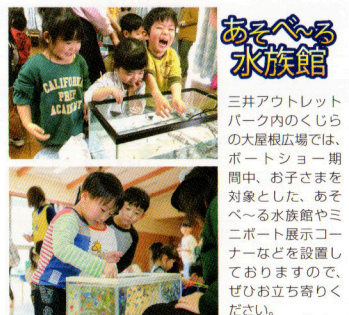 あそべ~る
水族館
三井アウトレット
パーク内のくじら
の大屋根広場では、
ボートショー期
間中、お子さまを
対象とした、あそ
べ~る水族館やミ
ニボート展示コー
ナーなどを設置し
ておりますので、
ぜひお立ち寄りく
ださい。
CALIFORNIA
PREP
ACADEMY